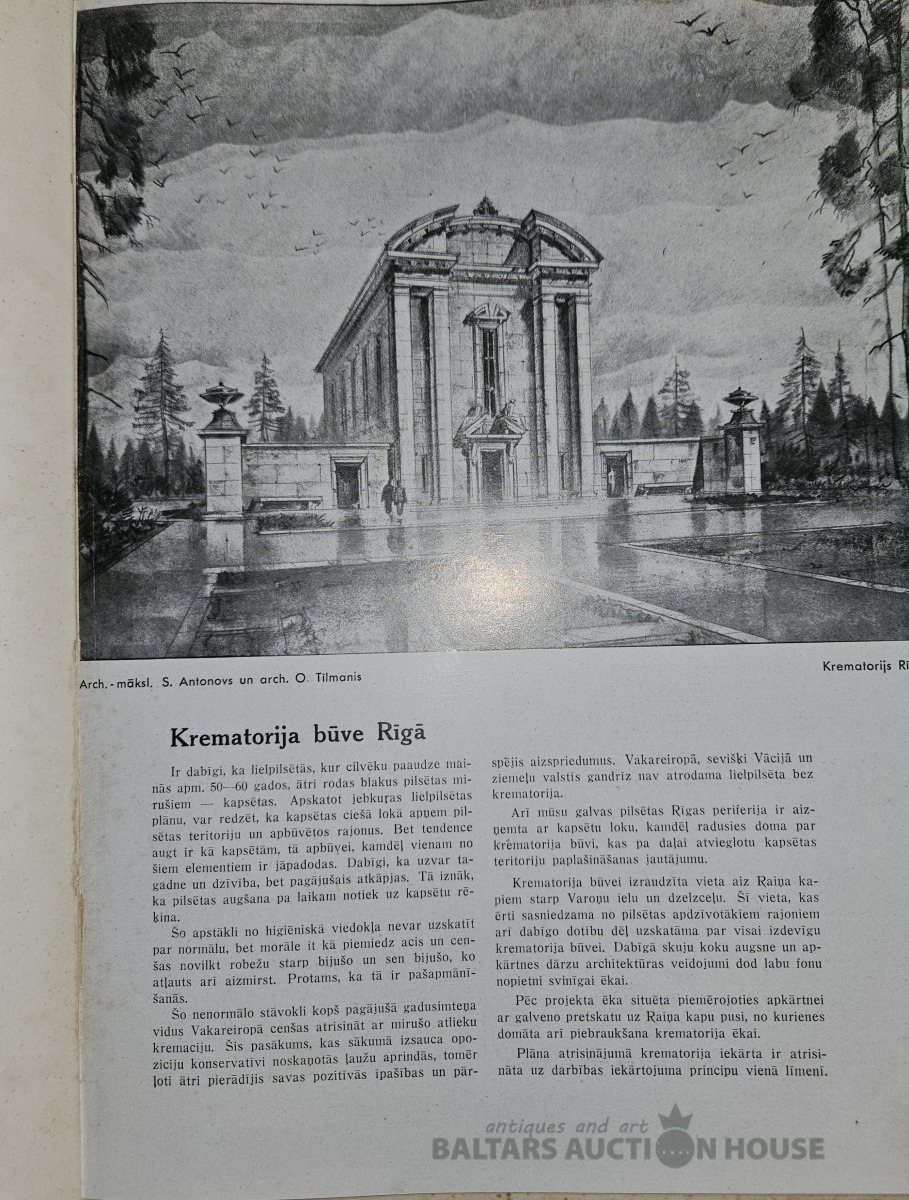 Arch.-māksl. S. Antonovs un arch. O. Tilmanis
Krematorijs
Krematorija būve Rīgā
Ir dabīgi, ka lielpilsētās, kur cilvēku paaudze mai-
nās apm. 50—60 gados, ātri rodas blakus pilsētas mi-
rušiem — kapsētas. Apskatot jebkuŗas lielpilsētas
plānu, var redzēt, ka kapsētas ciešā lokā apņem pil-
sētas teritoriju un apbūvētos rajonus. Bet tendence
augt ir kā kapsētām, tā apbūvei, kamdēļ vienam no
šiem elementiem ir jāpadodas. Dabīgi, ka uzvar ta-
gadne un dzīvība, bet pagājušais atkāpjas. Tā iznāk,
ka pilsētas augšana pa laikam notiek uz kapsētu rē-
ķina.
Šo apstākli no higiēniskā viedokļa nevar uzskatīt
par normālu, bet morāle it kā piemiedz acis un cen-
šas novilkt robežu starp bijušo un sen bijušo, ko
atļauts arī aizmirst. Protams, ka tā ir pašapmānī-
šanās.
Šo nenormālo stāvokli kopš pagājušā gadusimteņa
vidus Vakareiropā cenšas atrisināt ar mirušo atlieku
kremaciju. Šis pasākums, kas sākumā izsauca opo-
ziciju konservatīvi noskaņotās ļaužu aprindās, tomēr
ļoti ātri pierādījis savas pozitīvās īpašības un pār-
spējis aizspriedumus. Vakareiropā, sevišķi Vācijā un
ziemeļu valstīs gandrīz nav atrodama lielpilsēta bez
krematorija.
Arī mūsu galvas pilsētas Rīgas periferija ir aiz-
ņemta ar kapsētu loku, kamdēļ radusies doma par
krematorija būvi, kas pa daļai atvieglotu kapsētas
teritoriju paplašināšanas jautājumu.
Krematorija būvei izraudzīta vieta aiz Raiņa ka-
piem starp Varoņu ielu un dzelzceļu. Šī vieta, kas
ērti sasniedzama no pilsētas apdzīvotākiem rajoniem
arī dabīgo dotību dēļ uzskatāma par visai izdevīgu
krematorija būvei. Dabīgā skuju koku augsne un ap-
kārtnes dārzu architektūras veidojumi dod labu fonu
nopietni svinīgai ēkai.
Pēc projekta ēka situēta piemērojoties apkārtnei
ar galveno pretskatu uz Raiņa kapu pusi, no kurienes
domāta arī piebraukšana krematorija ēkai.
Plāna atrisinājumā krematorija iekārta ir atrisi-
nāta uz darbības iekārtojuma principu vienā līmenī.
antiques and art
BALTARS AUCTION HOUSE